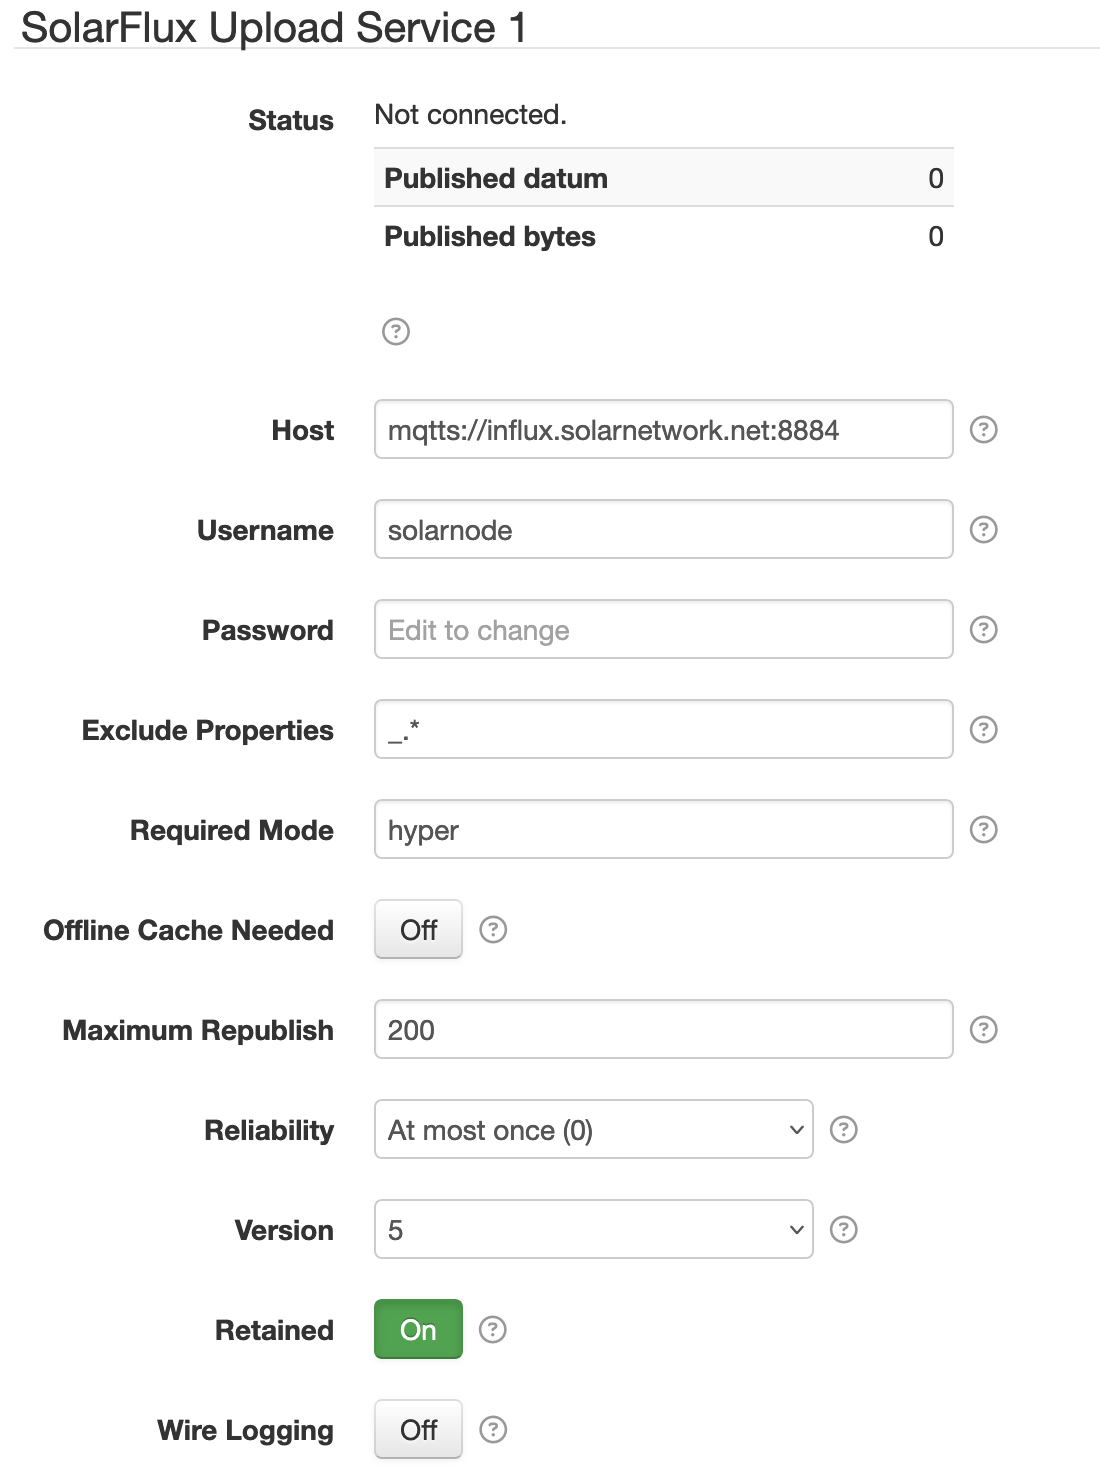 SolarFlux Upload Service 1
Status Not connected.
Published datum 0
Published bytes 0
?
Host mqtts://influx.solarnetwork.net:8884 ?
Username solarnode ?
Password Edit to change ?
Exclude Properties _.* ?
Required Mode hyper ?
Offline Cache Needed Off ?
Maximum Republish 200 ?
Reliability At most once (0) ?
Version 5 ?
Retained On ?
Wire Logging Off ?